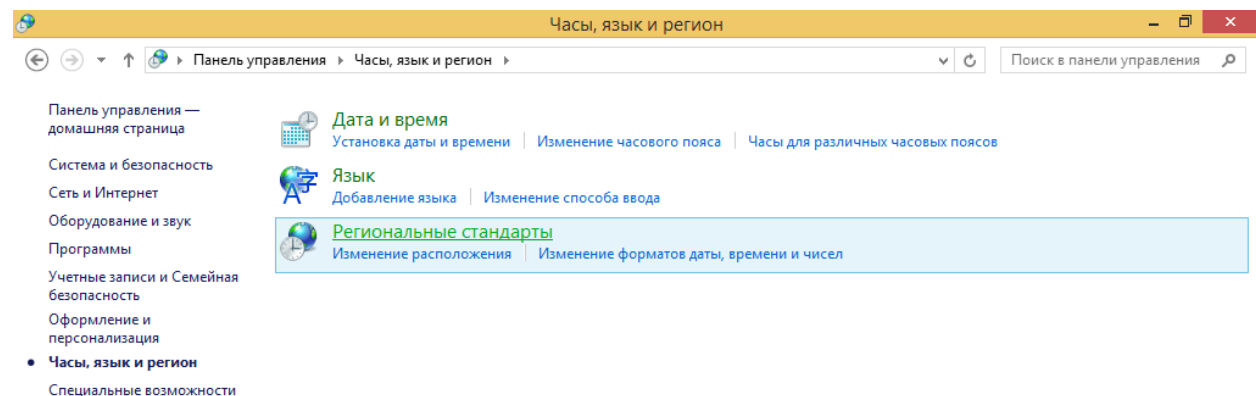 Часы, язык и регион
Панель управления
Часы, язык и регион
Поиск в панели управления
Панель управления —
домашняя страница
Система и безопасность
Сеть и Интернет
Оборудование и звук
Программы
Учетные записи и Семейная
безопасность
Оформление и
персонализация
Часы, язык и регион
Специальные возможности
Дата и время
Установка даты и времени Изменение часового пояса Часы для различных часовых поясов
Язык
Добавление языка Изменение способа ввода
Региональные стандарты
Изменение расположения Изменение форматов даты, времени и чисел